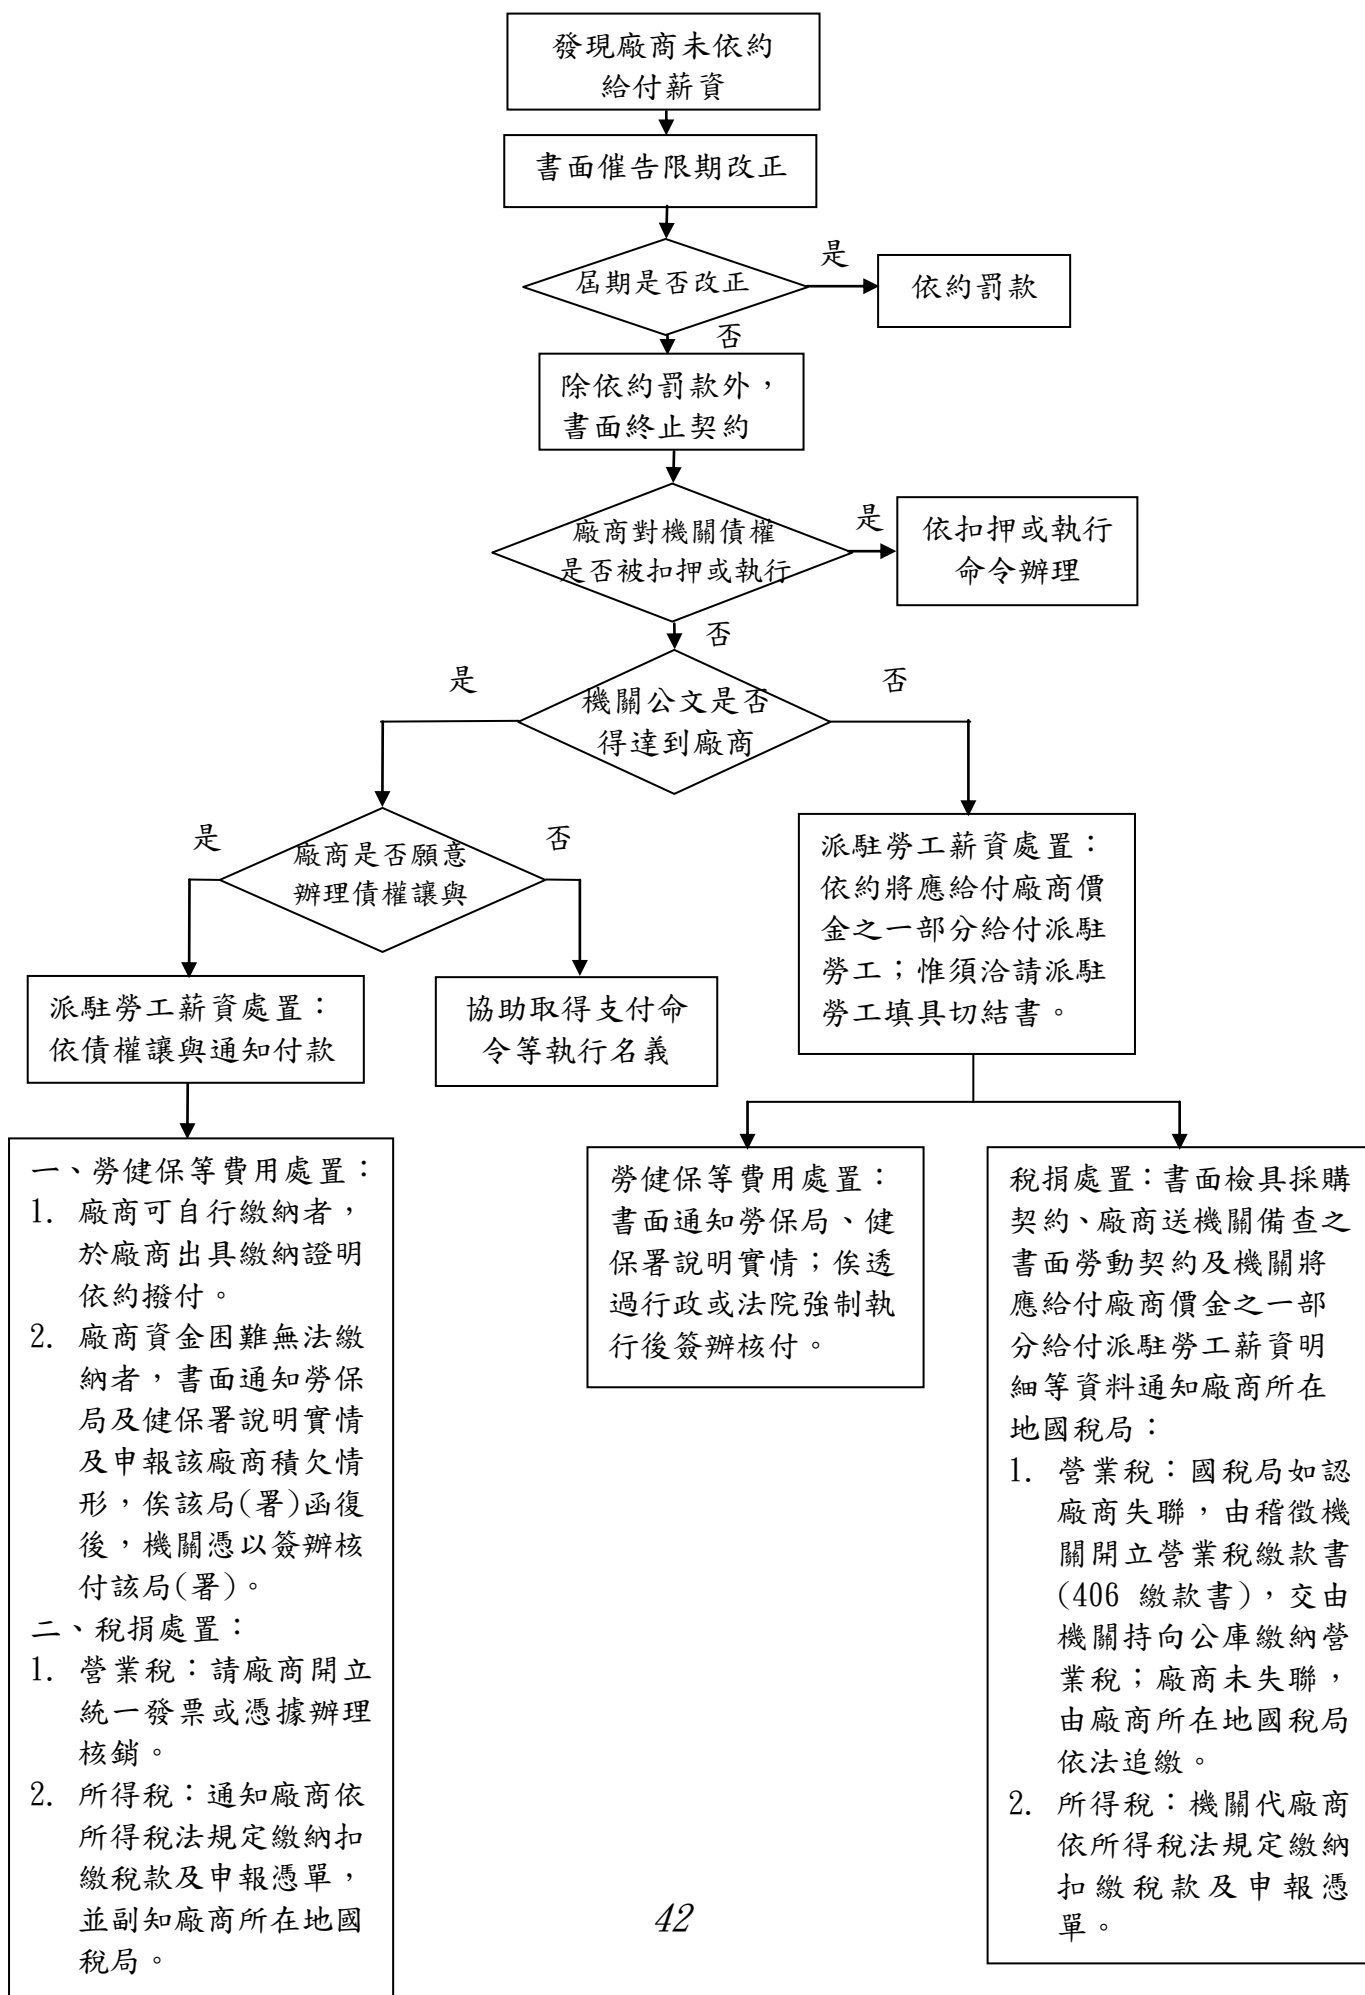 發現廠商未依約
給付薪資
書面催告限期改正
屆期是否改正
是
依約罰款
否
除依約罰款外，
書面終止契約
廠商對機關債權
是否被扣押或執行
是
依扣押或執行
命令辦理
否
機關公文是否
得達到廠商
是
否
廠商是否願意
辦理債權讓與
是
否
派駐勞工薪資處置：
依約將應給付廠商價
金之一部分給付派駐
勞工；惟須洽請派駐
勞工填具切結書。
派駐勞工薪資處置：
依債權讓與通知付款
協助取得支付命
令等執行名義
一、勞健保等費用處置：
1. 廠商可自行繳納者，
於廠商出具繳納證明
依約撥付。
2. 廠商資金困難無法繳
納者，書面通知勞保
局及健保署說明實情
及申報該廠商積欠情
形，俟該局(署)函復
後，機關憑以簽辦核
付該局(署)。
二、稅捐處置：
1. 營業稅：請廠商開立
統一發票或憑據辦理
核銷。
2. 所得稅：通知廠商依
所得稅法規定繳納扣
繳稅款及申報憑單，
並副知廠商所在地國
稅局。
勞健保等費用處置：
書面通知勞保局、健
保署說明實情；俟透
過行政或法院強制執
行後簽辦核付。
稅捐處置：書面檢具採購
契約、廠商送機關備查之
書面勞動契約及機關將
應給付廠商價金之一部
分給付派駐勞工薪資明
細等資料通知廠商所在
地國稅局：
1. 營業稅：國稅局如認
廠商失聯，由稽徵機
關開立營業稅繳款書
(406 繳款書)，交由
機關持向公庫繳納營
業稅；廠商未失聯，
由廠商所在地國稅局
依法追繳。
2. 所得稅：機關代廠商
依所得稅法規定繳納
扣繳稅款及申報憑
單。
42